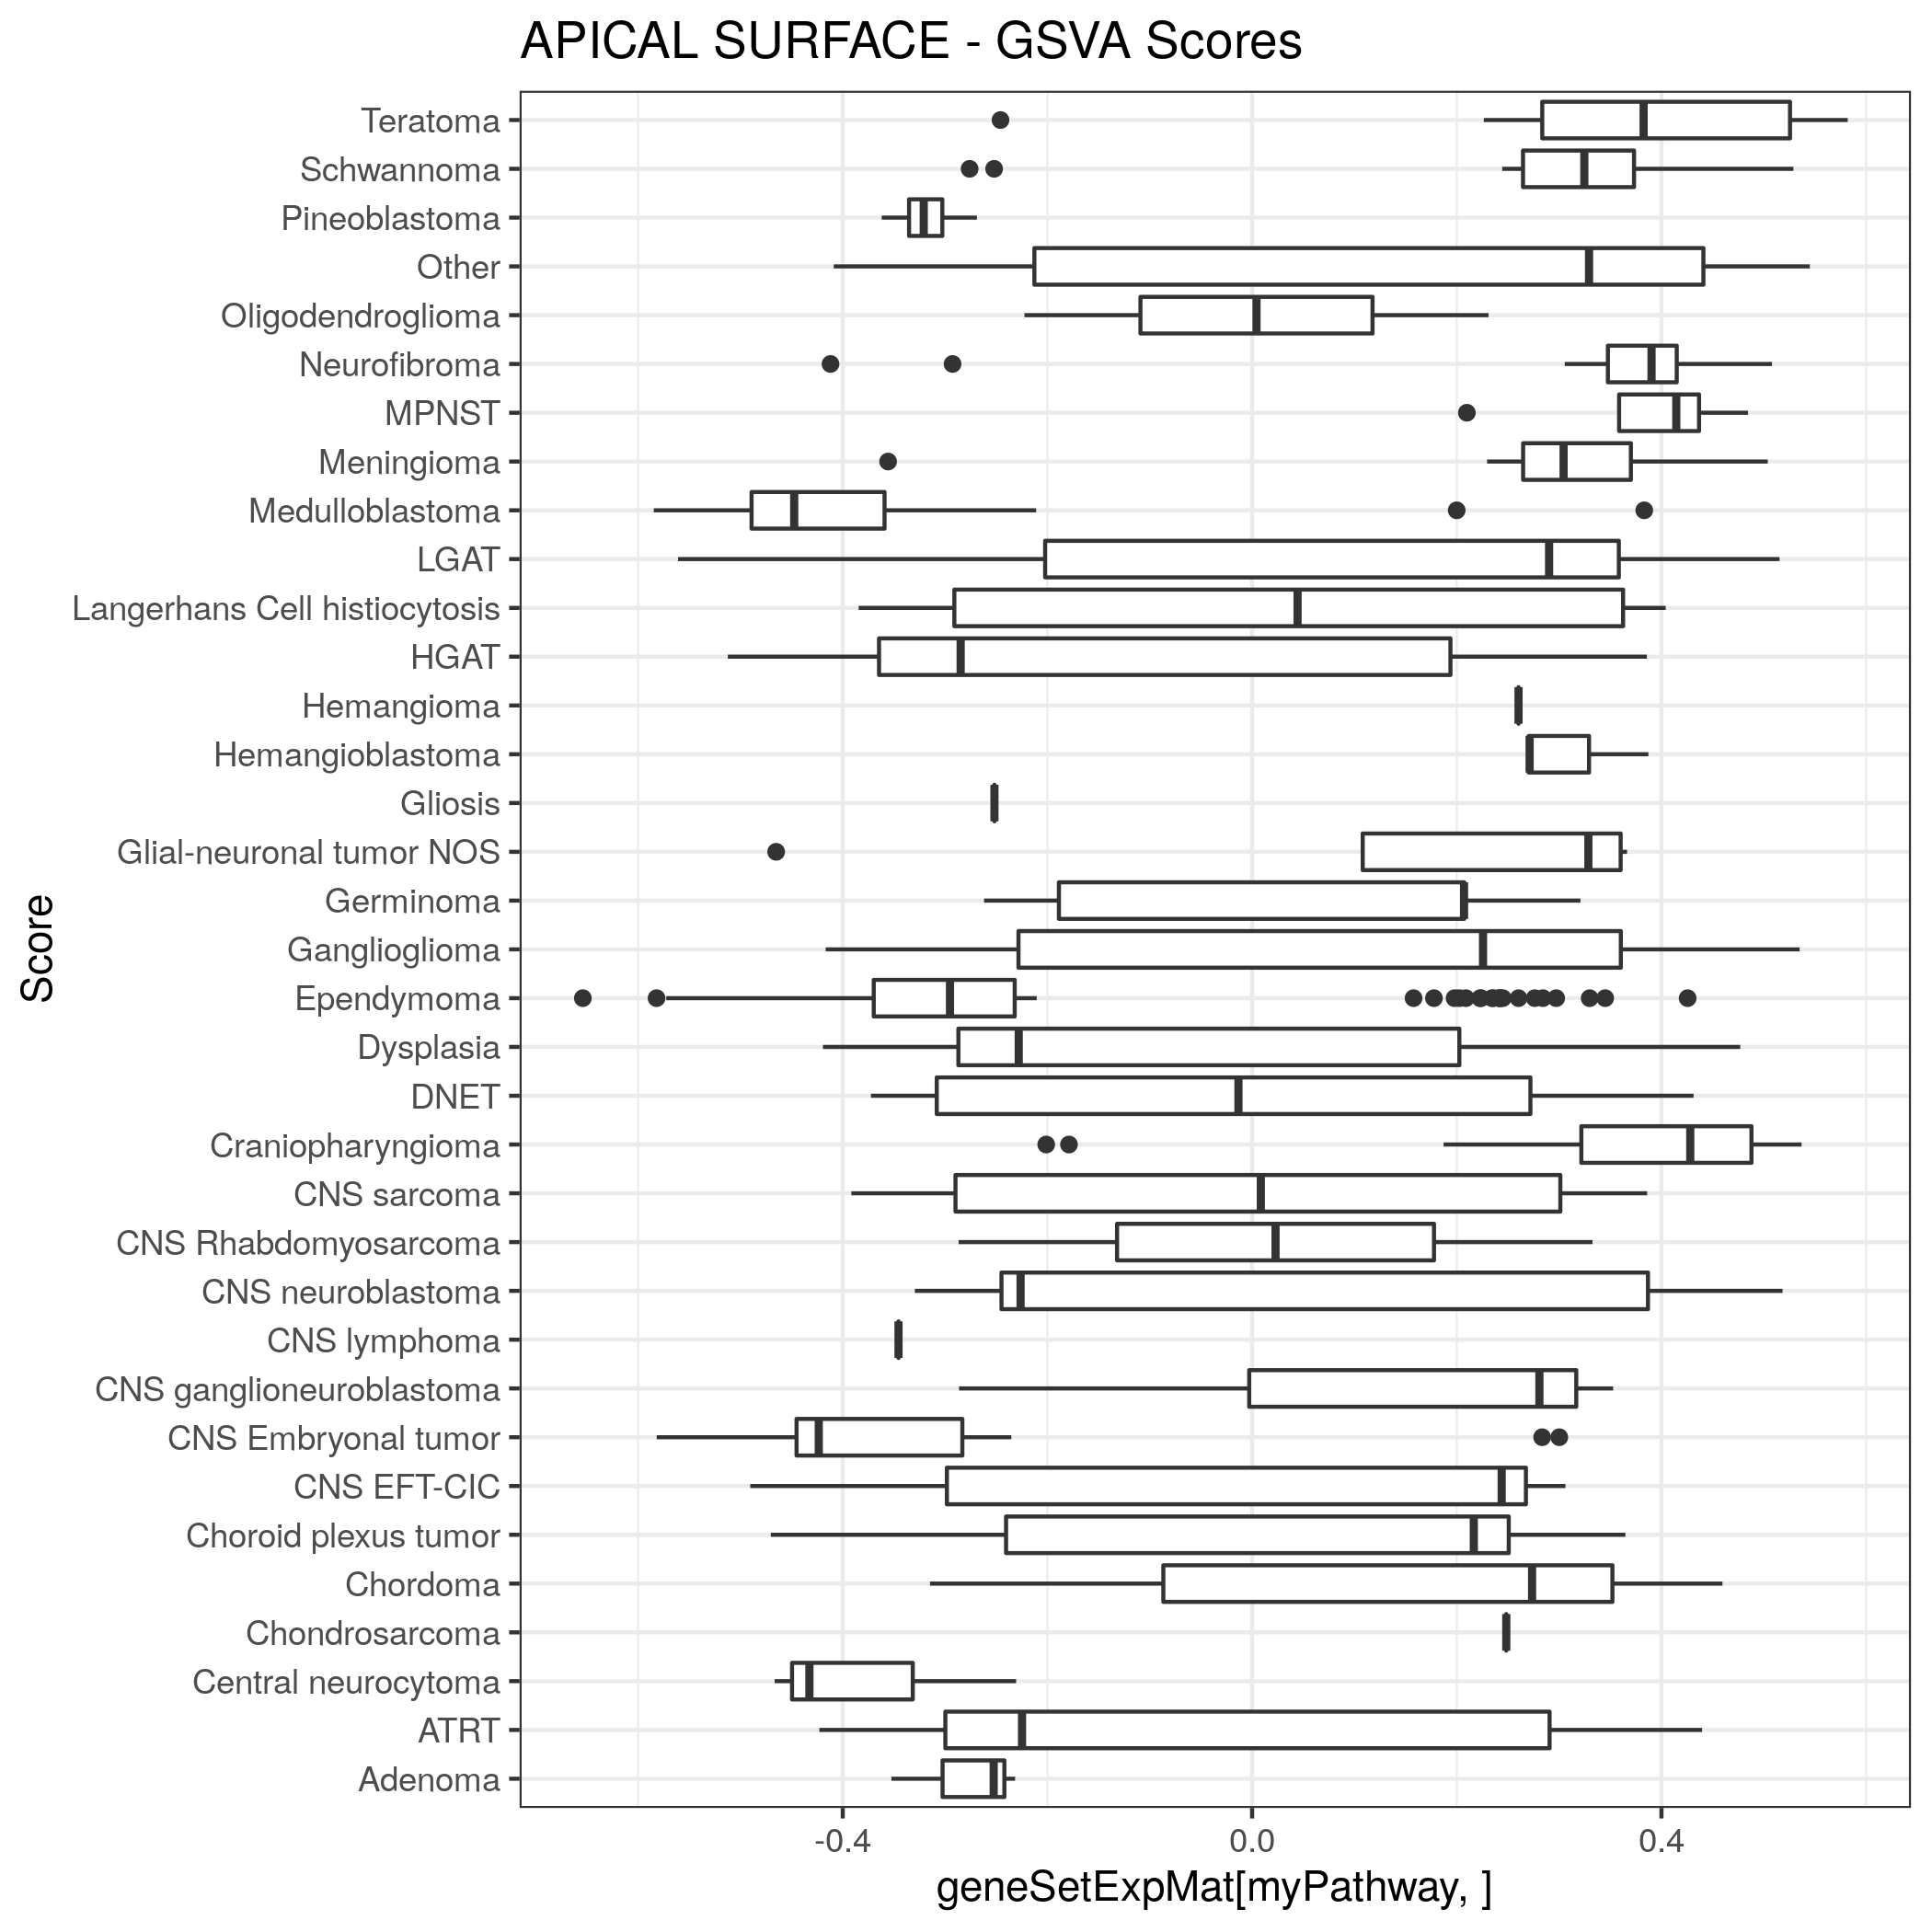 APICAL SURFACE - GSVA Scores
Teratoma
Schwannoma
Pineoblastoma
Other
Oligodendroglioma
Neurofibroma
MPNST
Meningioma
Medulloblastoma
LGAT
Langerhans Cell histiocytosis
HGAT
Hemangioma
Hemangioblastoma
Gliosis
Glial-neuronal tumor NOS
Germinoma
Ganglioglioma
Ependymoma
Dysplasia
DNET
Craniopharyngioma
CNS sarcoma
CNS Rhabdomyosarcoma
CNS neuroblastoma
CNS lymphoma
CNS ganglioneuroblastoma
CNS Embryonal tumor
CNS EFT-CIC
Choroid plexus tumor
Chordoma
Chondrosarcoma
Central neurocytoma
ATRT
Adenoma
Score
-0.4 0.0 0.4
geneSetExpMat[myPathway, ]